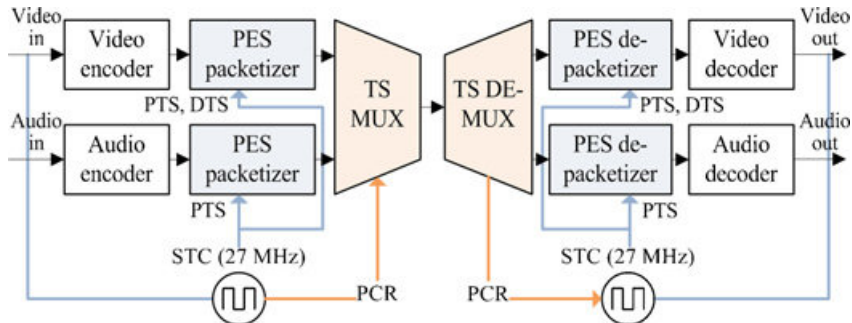 Video
in
Video
encoder
PES
packetizer
PTS, DTS
Audio
in
Audio
encoder
PES
packetizer
PTS
STC (27 MHz)
PCR
TS
MUX
TS DE-
MUX
PES de-
packetizer
Video
decoder
Video
out
PTS, DTS
PES de-
packetizer
Audio
decoder
Audio
out
PTS
STC (27 MHz)
PCR